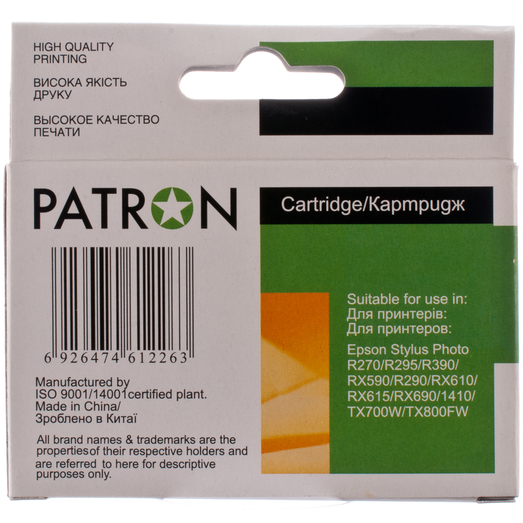 HIGH QUALITY
PRINTING
ВИСОКА ЯКІСТЬ
ДРУКУ
ВЫСОКОЕ КАЧЕСТВО
ПЕЧАТИ
PATRON
Cartridge/Картридж
6 926474 612263
Suitable for use in:
Для принтерів:
Для принтеров:
Epson Stylus Photo
R270/R295/R390/
RX590/R290/RX610/
RX615/RX690/1410/
TX700W/TX800FW
Manufactured by
ISO 9001/14001certified plant.
Made in China/
Зроблено в Китаї
All brand names & trademarks are the
properties of their respective holders and
are referred to here for descriptive
purposes only.